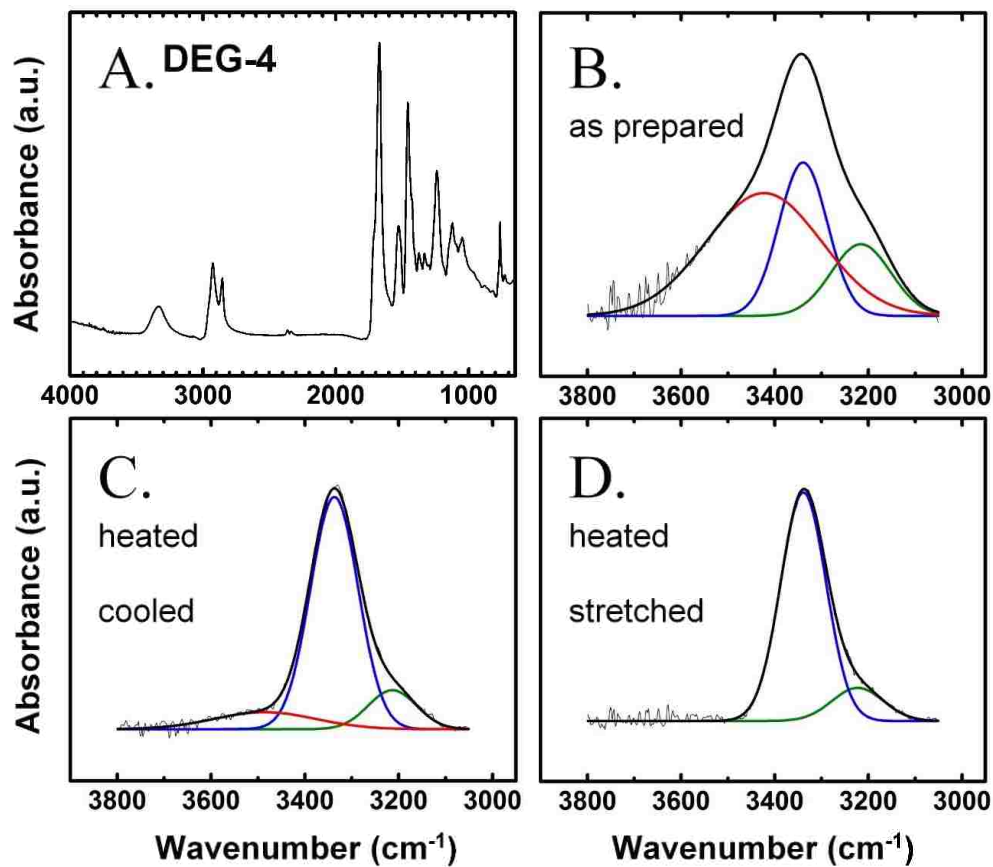 A. DEG-4
Absorbance (a.u.)
4000 3000 2000 1000
B.
as prepared
3800 3600 3400 3200 3000
C.
heated
cooled
Absorbance (a.u.)
3800 3600 3400 3200 3000
Wavenumber (cm⁻¹)
D.
heated
stretched
3800 3600 3400 3200 3000
Wavenumber (cm⁻¹)